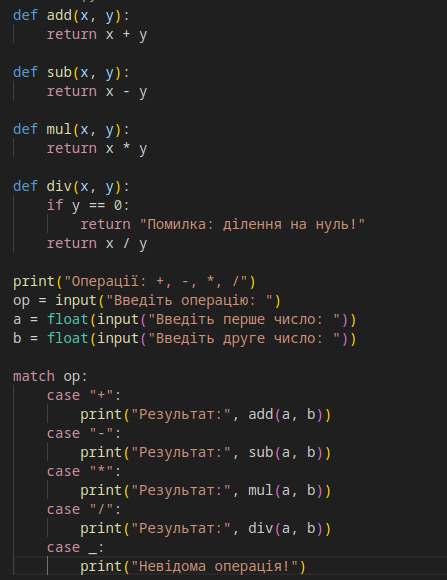 def add(x, y):
    return x + y

def sub(x, y):
    return x - y

def mul(x, y):
    return x * y

def div(x, y):
    if y == 0:
        return "Помилка: ділення на нуль!"
    return x / y

print("Операції: +, -, *, /")
op = input("Введіть операцію: ")
a = float(input("Введіть перше число: "))
b = float(input("Введіть друге число: "))

match op:
    case "+":
        print("Результат:", add(a, b))
    case "-":
        print("Результат:", sub(a, b))
    case "*":
        print("Результат:", mul(a, b))
    case "/":
        print("Результат:", div(a, b))
    case _:
        print("Невідома операція!")